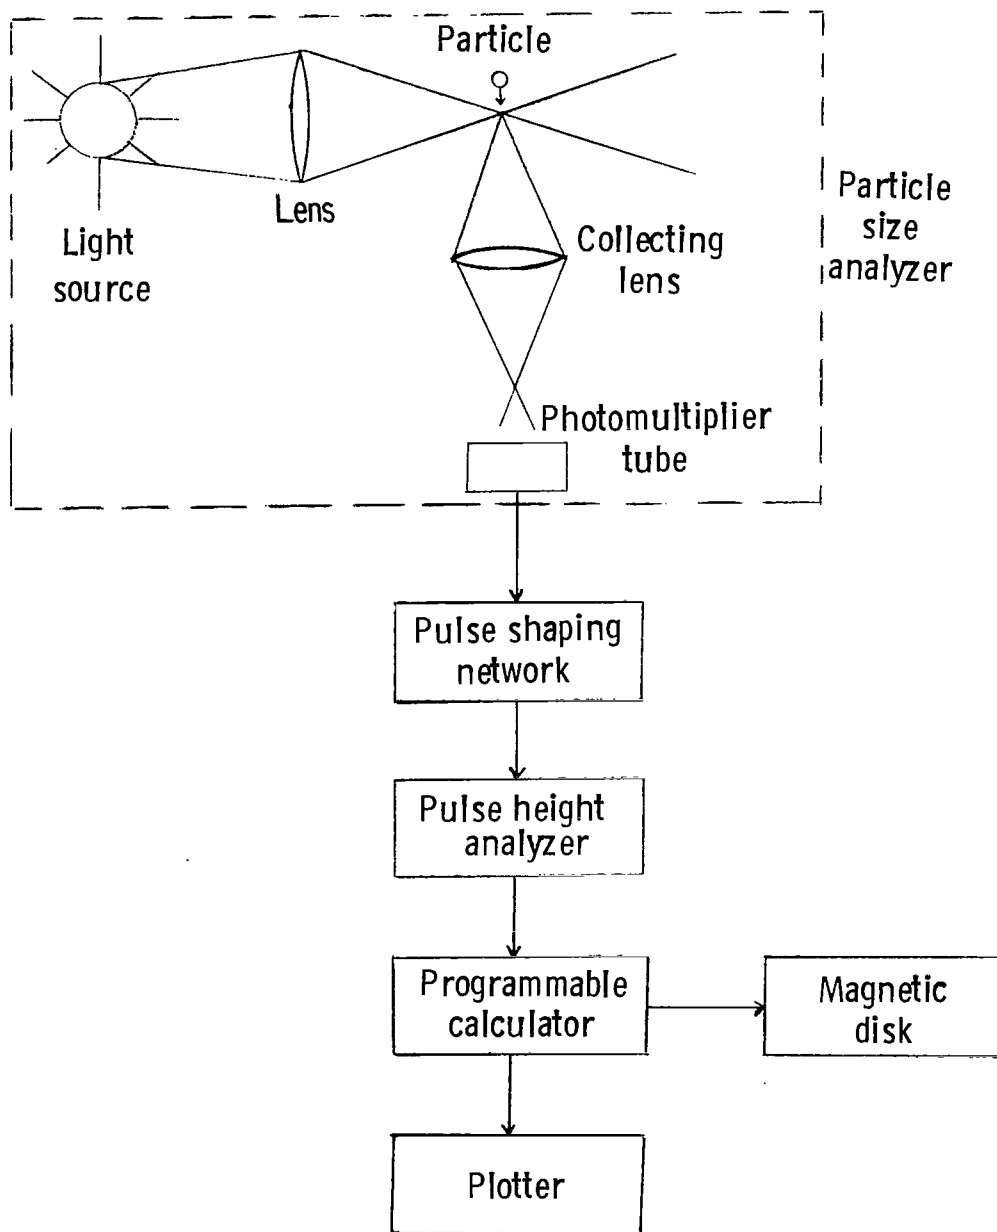 Particle
Lens
Light
source
Collecting
lens
Particle
size
analyzer
Photomultiplier
tube
Pulse shaping
network
Pulse height
analyzer
Programmable
calculator
Magnetic
disk
Plotter